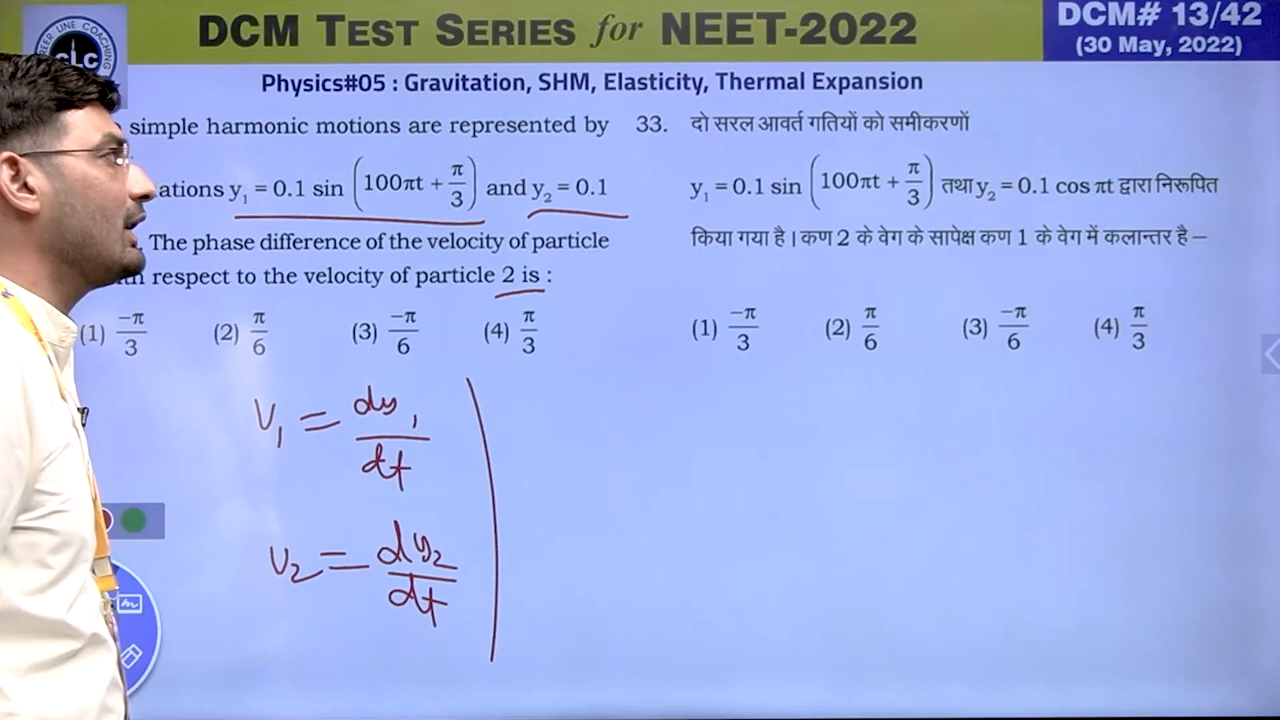 DCM TEST SERIES for NEET-2022
DCM# 13/42
(30 May, 2022)
CLC
Physics#05 : Gravitation, SHM, Elasticity, Thermal Expansion
simple harmonic motions are represented by
y₁ = 0.1 sin (100πt + π/3) and y₂ = 0.1
. The phase difference of the velocity of particle
respect to the velocity of particle 2 is :
(1) -π/3 (2) π/6 (3) -π/6 (4) π/3
33. दो सरल आवर्त गतियों को समीकरणों
y₁ = 0.1 sin (100πt + π/3) तथा y₂ = 0.1 cos πt द्वारा निरूपित
किया गया है। कण 2 के वेग के सापेक्ष कण 1 के वेग में कलान्तर है –
(1) -π/3 (2) π/6 (3) -π/6 (4) π/3
V₁ = dy₁/dt
V₂ = dy₂/dt